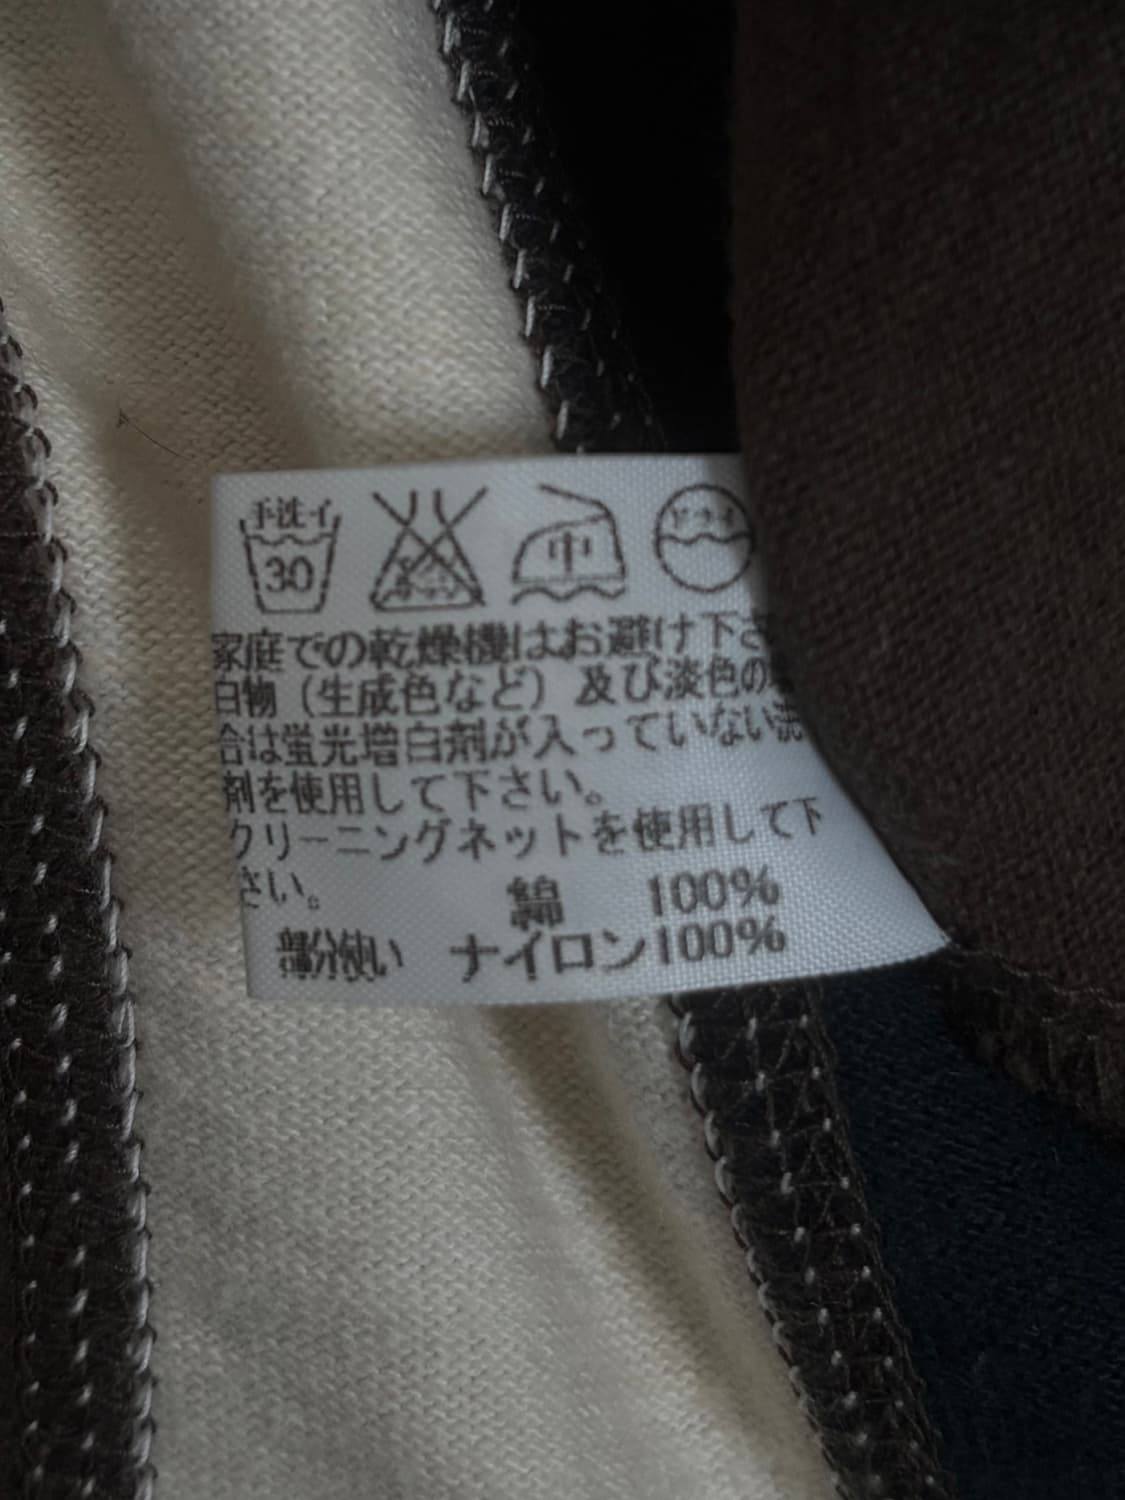 手洗イ
30
中
家庭での乾燥機はお避け下さ
白物（生成色など）及び淡色の
合は蛍光増白剤が入っていない洗
剤を使用して下さい。
クリーニングネットを使用して下
さい。
綿 100%
部分使い ナイロン100%